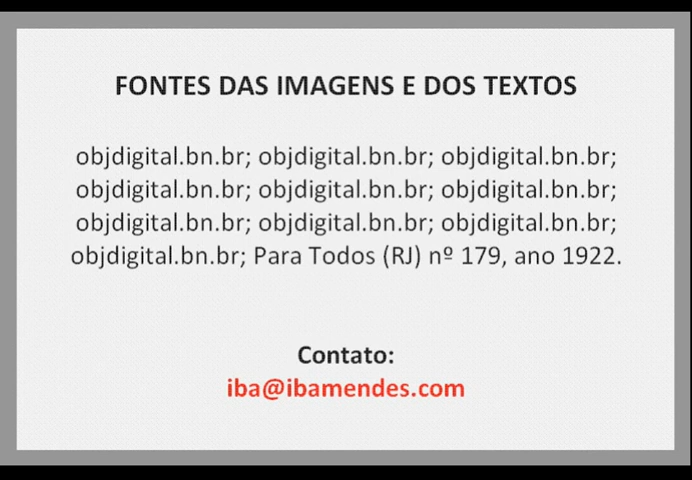 FONTES DAS IMAGENS E DOS TEXTOS
objdigital.bn.br; objdigital.bn.br; objdigital.bn.br;
objdigital.bn.br; objdigital.bn.br; objdigital.bn.br;
objdigital.bn.br; objdigital.bn.br; objdigital.bn.br;
objdigital.bn.br; Para Todos (RJ) nº 179, ano 1922.
Contato:
iba@ibamendes.com